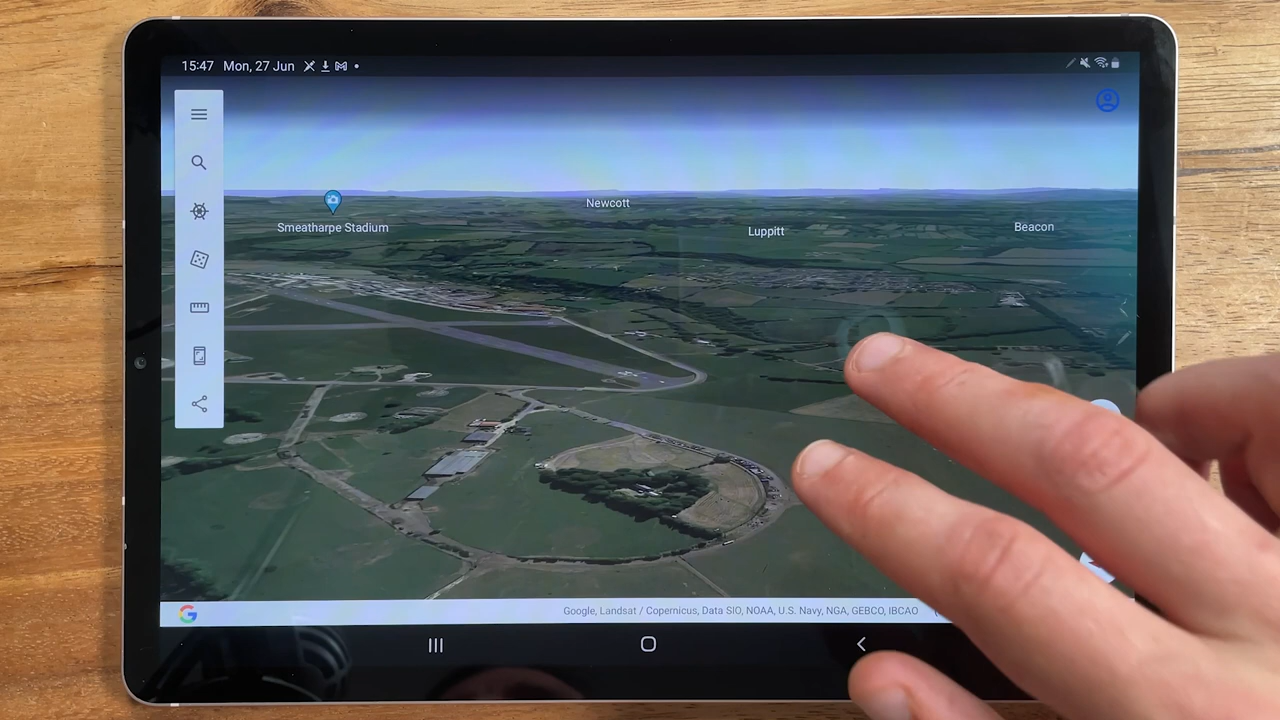 15:47 Mon, 27 Jun
Newcott
Smeatharpe Stadium
Luppitt
Beacon
Google, Landsat / Copernicus, Data SIO, NOAA, U.S. Navy, NGA, GEBCO, IBCAO